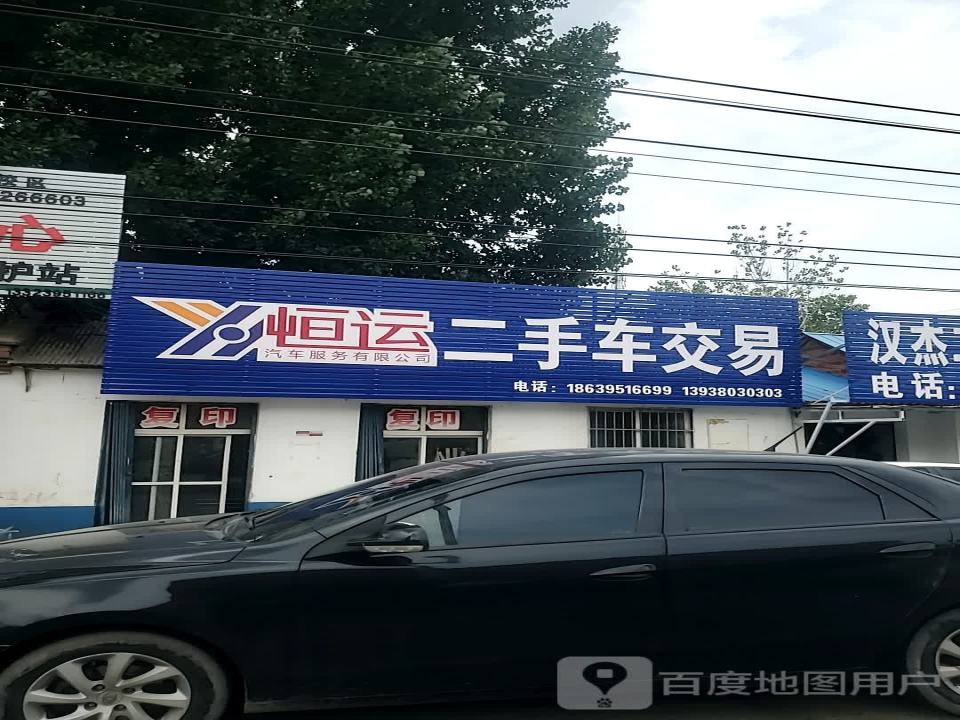 266603
心
护站
恒运
汽车服务有限公司
二手车交易
电话：18639516699 13938030303
汉杰
电话：
复印
复印
百度地图用户